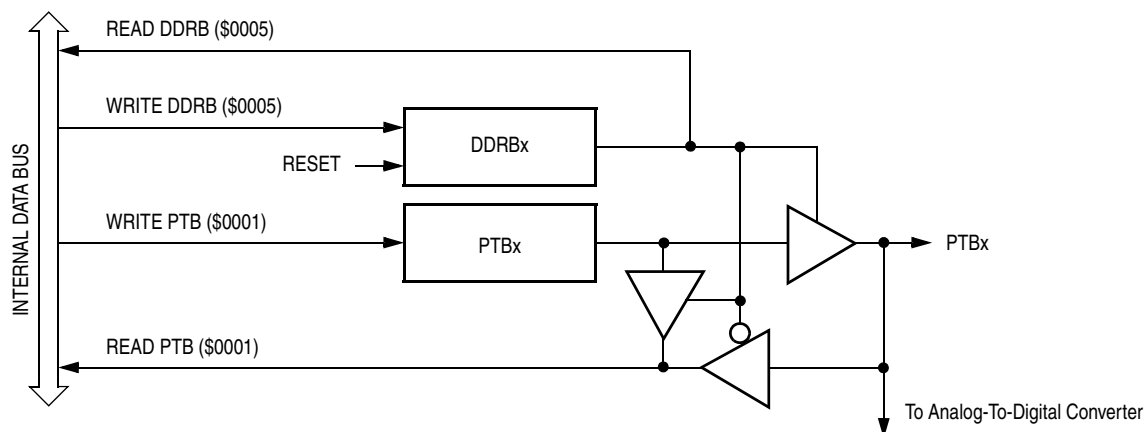 READ DDRB ($0005)
WRITE DDRB ($0005)
DDRBx
RESET
INTERNAL DATA BUS
WRITE PTB ($0001)
PTBx
PTBx
READ PTB ($0001)
To Analog-To-Digital Converter